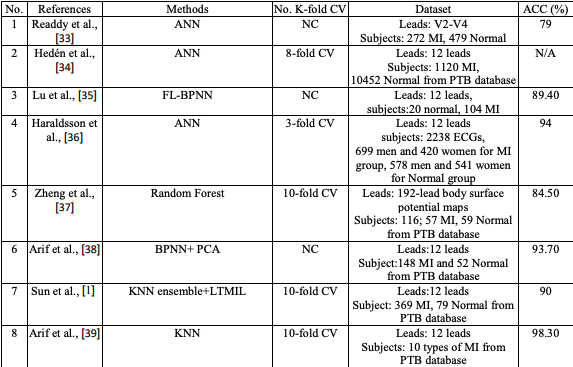 No. References Methods No. K-fold CV Dataset ACC (%)
1 Readdy et al., [33] ANN NC Leads: V2-V4 79
Subjects: 272 MI, 479 Normal
2 Hedén et al., [34] ANN 8-fold CV Leads: 12 leads N/A
Subjects: 1120 MI,
10452 Normal from PTB database
3 Lu et al., [35] FL-BPNN NC Leads: 12 leads, 89.40
subjects:20 normal, 104 MI
4 Haraldsson et al., [36] ANN 3-fold CV Leads: 12 leads 94
subjects: 2238 ECGs,
699 men and 420 women for MI
group, 578 men and 541 women
for Normal group
5 Zheng et al., [37] Random Forest 10-fold CV Leads: 192-lead body surface 84.50
potential maps
Subjects: 116; 57 MI, 59 Normal
from PTB database
6 Arif et al., [38] BPNN+ PCA NC Leads:12 leads 93.70
Subject:148 MI and 52 Normal
from PTB database
7 Sun et al., [1] KNN ensemble+LTMIL 10-fold CV Leads:12 leads 90
Subject: 369 MI, 79 Normal from
PTB database
8 Arif et al., [39] KNN 10-fold CV Leads: 12 leads 98.30
Subjects: 10 types of MI from
PTB database